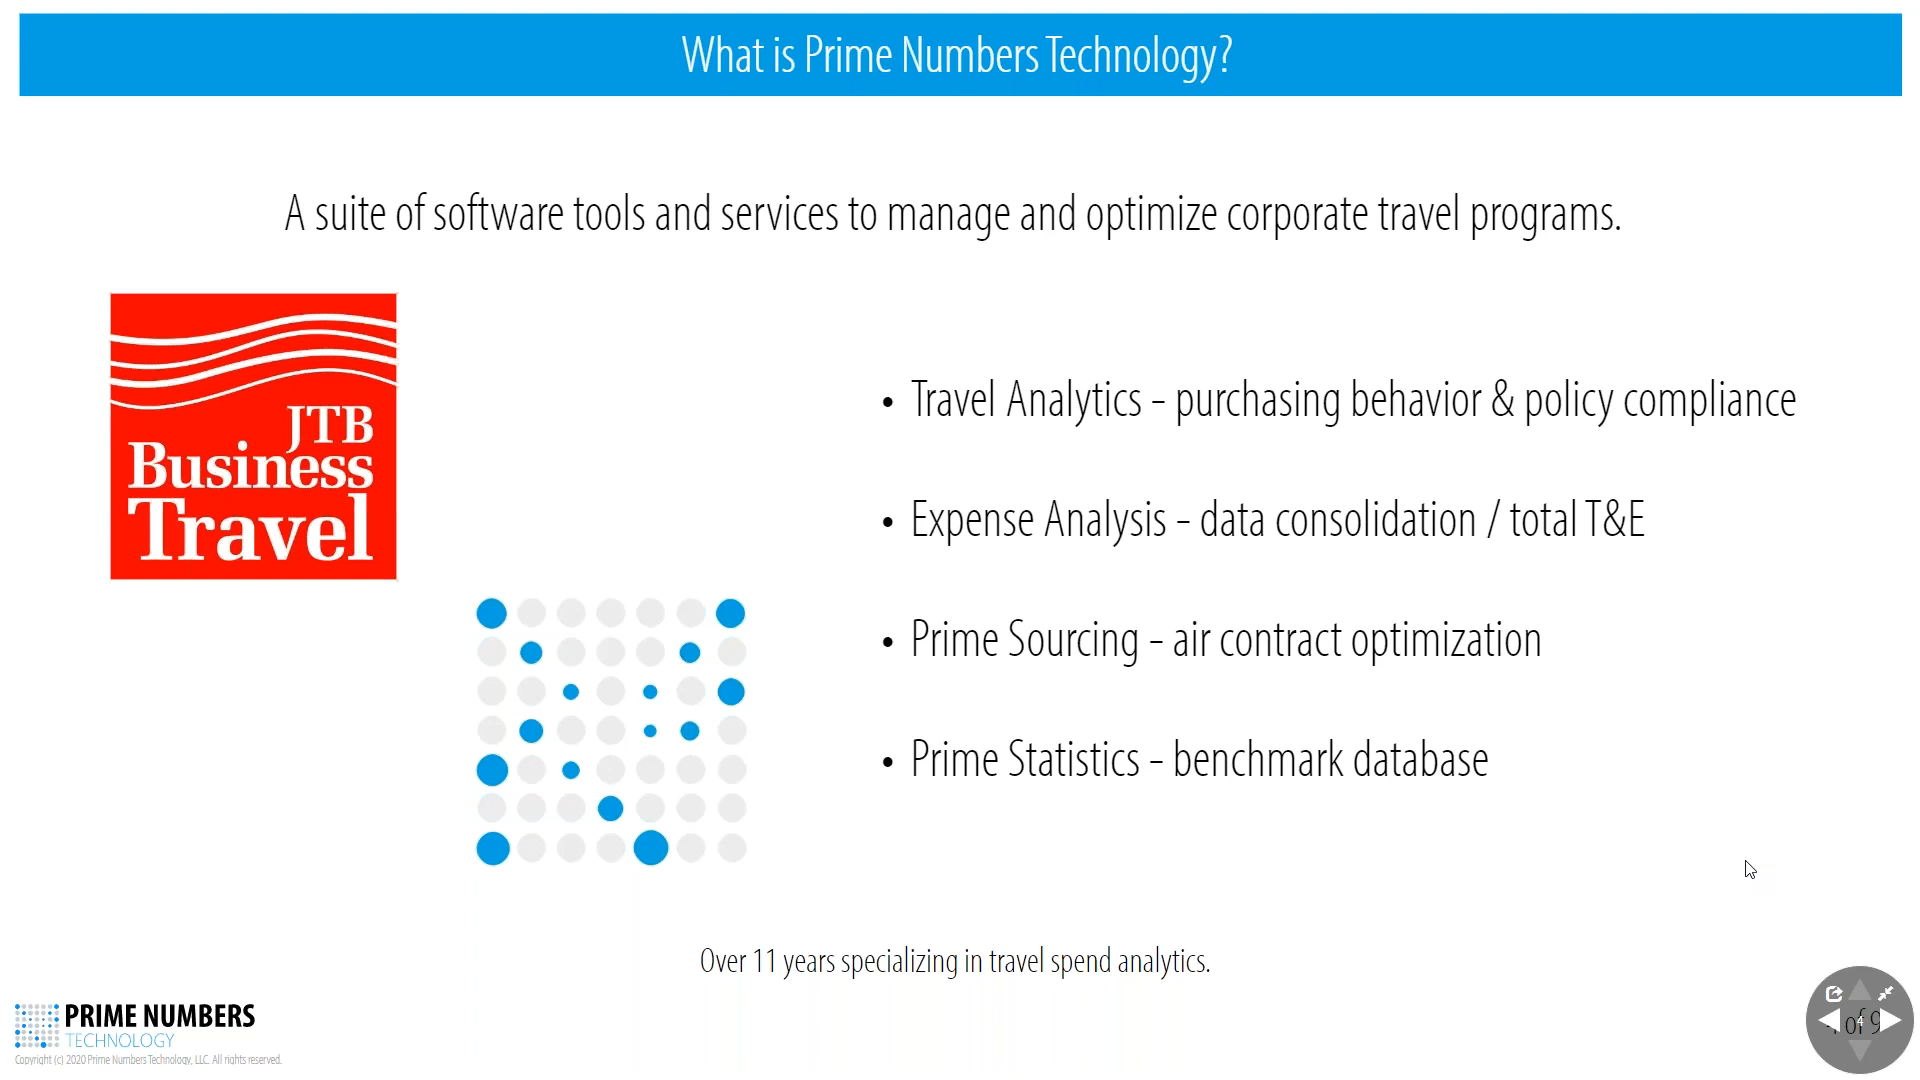 What is Prime Numbers Technology?
A suite of software tools and services to manage and optimize corporate travel programs.
JTB
Business
Travel
• Travel Analytics - purchasing behavior & policy compliance
• Expense Analysis - data consolidation / total T&E
• Prime Sourcing - air contract optimization
• Prime Statistics - benchmark database
Over 11 years specializing in travel spend analytics.
PRIME NUMBERS
TECHNOLOGY
Copyright (c) 2020 Prime Numbers Technology, LLC. All rights reserved.
4 of 9